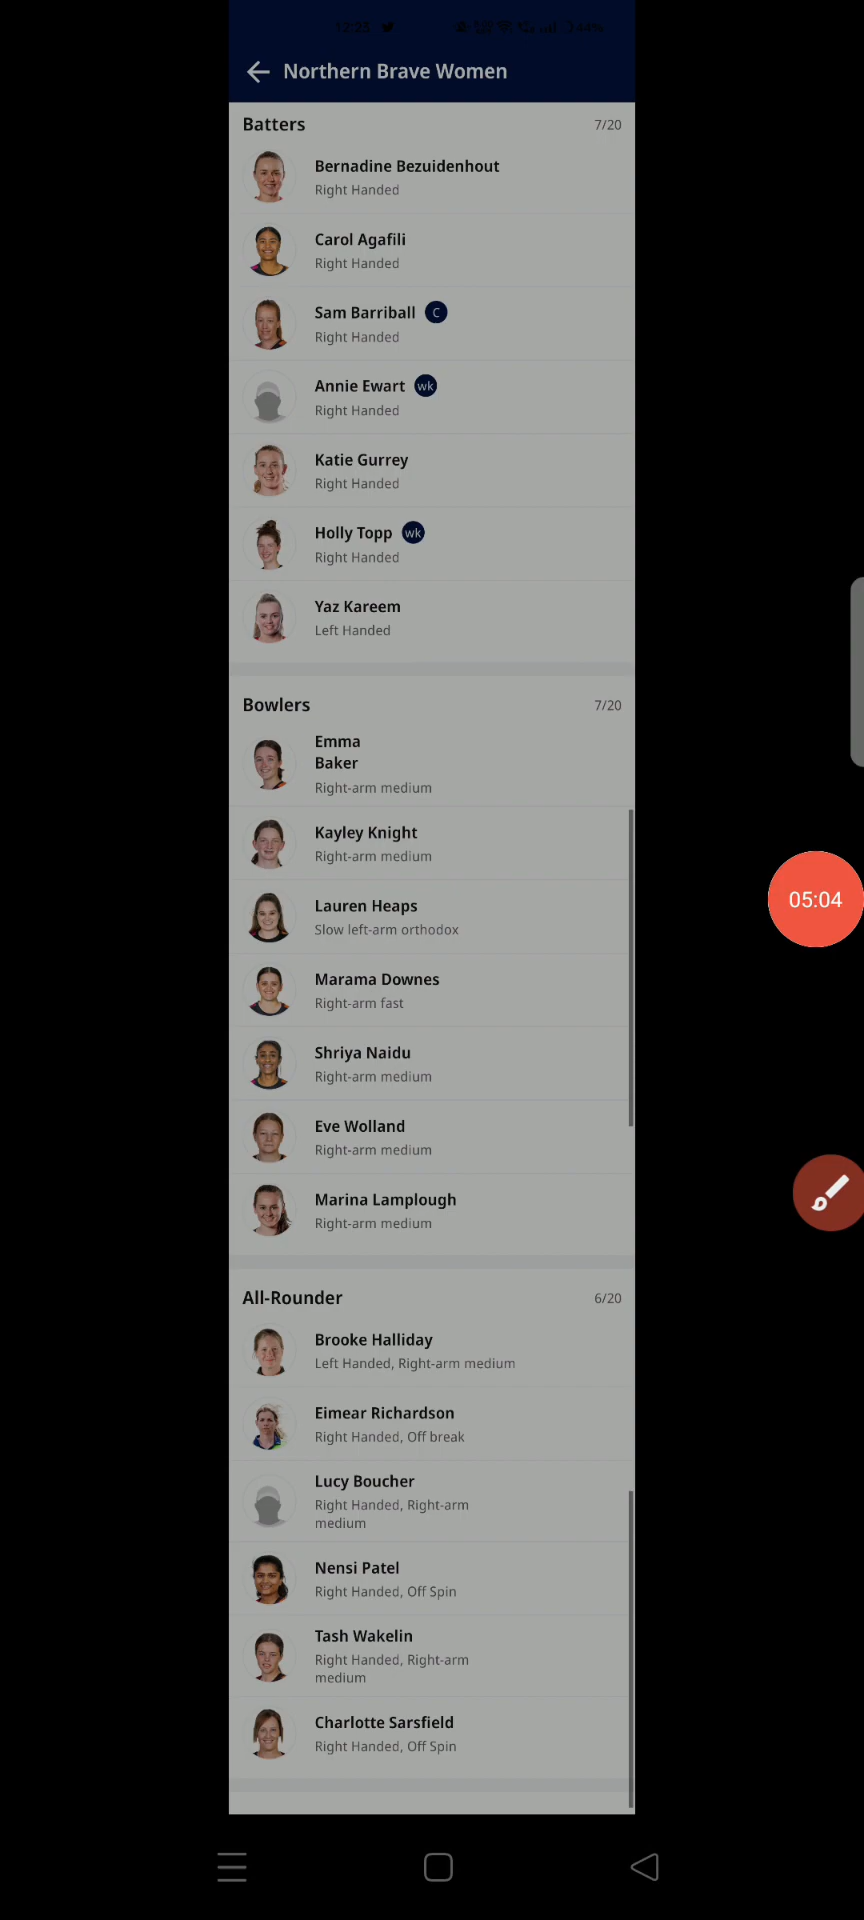 12:23
44%
Northern Brave Women
Batters 7/20
Bernadine Bezuidenhout
Right Handed
Carol Agafili
Right Handed
Sam Barriball C
Right Handed
Annie Ewart wk
Right Handed
Katie Gurrey
Right Handed
Holly Topp wk
Right Handed
Yaz Kareem
Left Handed
Bowlers 7/20
Emma
Baker
Right-arm medium
Kayley Knight
Right-arm medium
Lauren Heaps
Slow left-arm orthodox
Marama Downes
Right-arm fast
05:04
Shriya Naidu
Right-arm medium
Eve Wolland
Right-arm medium
Marina Lamplough
Right-arm medium
All-Rounder 6/20
Brooke Halliday
Left Handed, Right-arm medium
Eimear Richardson
Right Handed, Off break
Lucy Boucher
Right Handed, Right-arm
medium
Nensi Patel
Right Handed, Off Spin
Tash Wakelin
Right Handed, Right-arm
medium
Charlotte Sarsfield
Right Handed, Off Spin